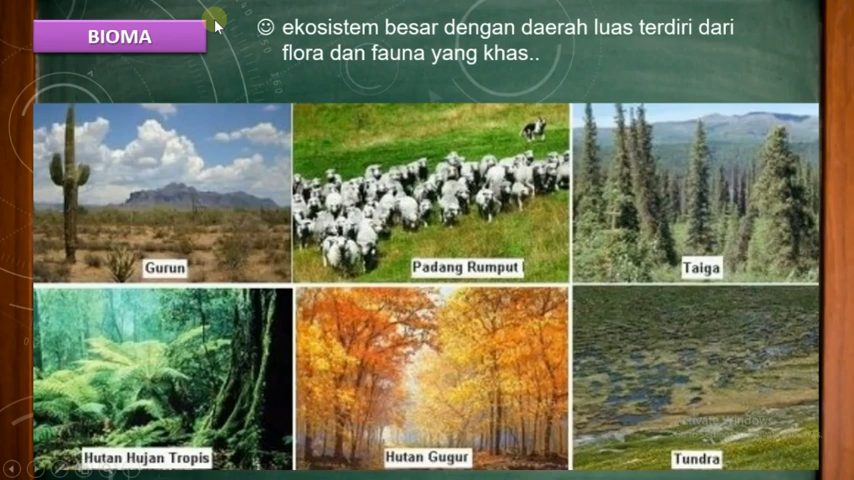 BIOMA
☺ ekosistem besar dengan daerah luas terdiri dari
flora dan fauna yang khas..
Gurun
Padang Rumput
Taiga
Hutan Hujan Tropis
Hutan Gugur
Tundra